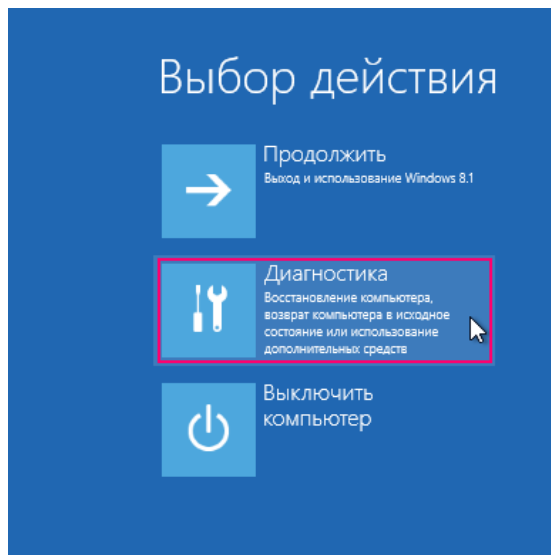 Выбор действия
Продолжить
Выход и использование Windows 8.1
Диагностика
Восстановление компьютера,
возврат компьютера в исходное
состояние или использование
дополнительных средств
Выключить
компьютер